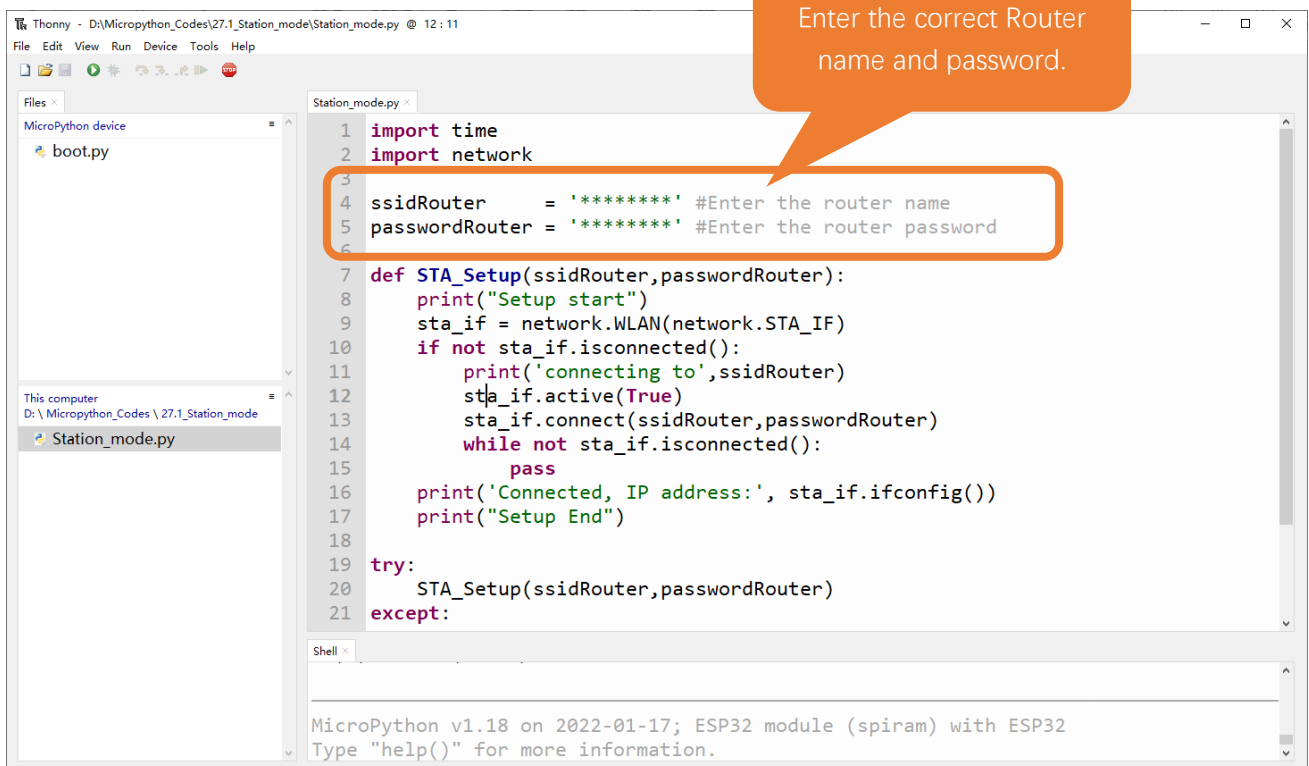 Thonny - D:\Micropython_Codes\27.1_Station_mode\Station_mode.py @ 12 : 11
Enter the correct Router
name and password.
File Edit View Run Device Tools Help
STOP
Files
MicroPython device
boot.py
This computer
D: \ Micropython_Codes \ 27.1_Station_mode
Station_mode.py
Station_mode.py
1 import time
2 import network
3
4 ssidRouter     = '********' #Enter the router name
5 passwordRouter = '********' #Enter the router password
6
7 def STA_Setup(ssidRouter,passwordRouter):
8     print("Setup start")
9     sta_if = network.WLAN(network.STA_IF)
10     if not sta_if.isconnected():
11         print('connecting to',ssidRouter)
12         sta_if.active(True)
13         sta_if.connect(ssidRouter,passwordRouter)
14         while not sta_if.isconnected():
15             pass
16     print('Connected, IP address:', sta_if.ifconfig())
17     print("Setup End")
18
19 try:
20     STA_Setup(ssidRouter,passwordRouter)
21 except:
Shell
MicroPython v1.18 on 2022-01-17; ESP32 module (spiram) with ESP32
Type "help()" for more information.